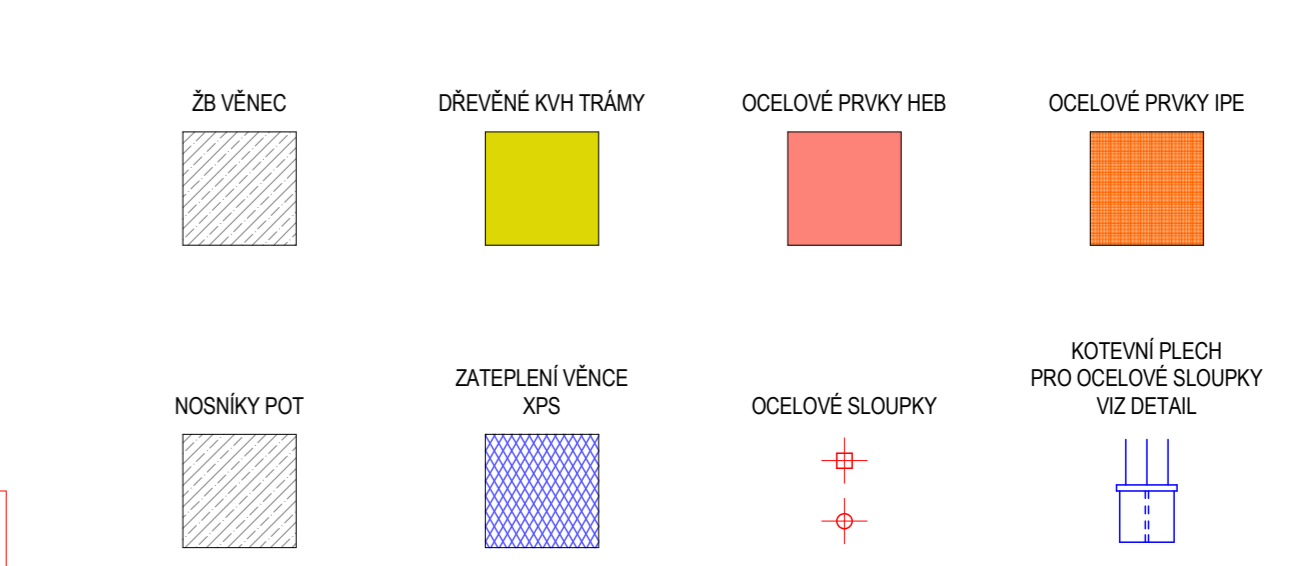 ŽB VĚNEC
DŘEVĚNÉ KVH TRÁMY
OCELOVÉ PRVKY HEB
OCELOVÉ PRVKY IPE
NOSNÍKY POT
ZATEPLENÍ VĚNCE
XPS
OCELOVÉ SLOUPKY
KOTEVNÍ PLECH
PRO OCELOVÉ SLOUPKY
VIZ DETAIL